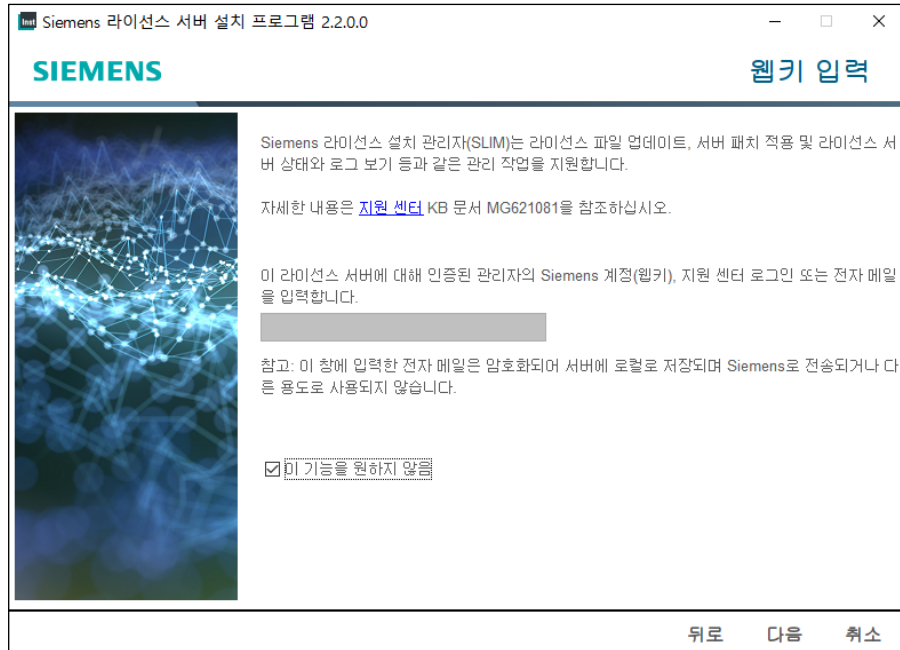 Inst Siemens 라이선스 서버 설치 프로그램 2.2.0.0
SIEMENS
웹키 입력
Siemens 라이선스 설치 관리자(SLIM)는 라이선스 파일 업데이트, 서버 패치 적용 및 라이선스 서
버 상태와 로그 보기 등과 같은 관리 작업을 지원합니다.
자세한 내용은 지원 센터 KB 문서 MG621081을 참조하십시오.
이 라이선스 서버에 대해 인증된 관리자의 Siemens 계정(웹키), 지원 센터 로그인 또는 전자 메일
을 입력합니다.
참고: 이 창에 입력한 전자 메일은 암호화되어 서버에 로컬로 저장되며 Siemens로 전송되거나 다
른 용도로 사용되지 않습니다.
이 기능을 원하지 않음
뒤로 다음 취소